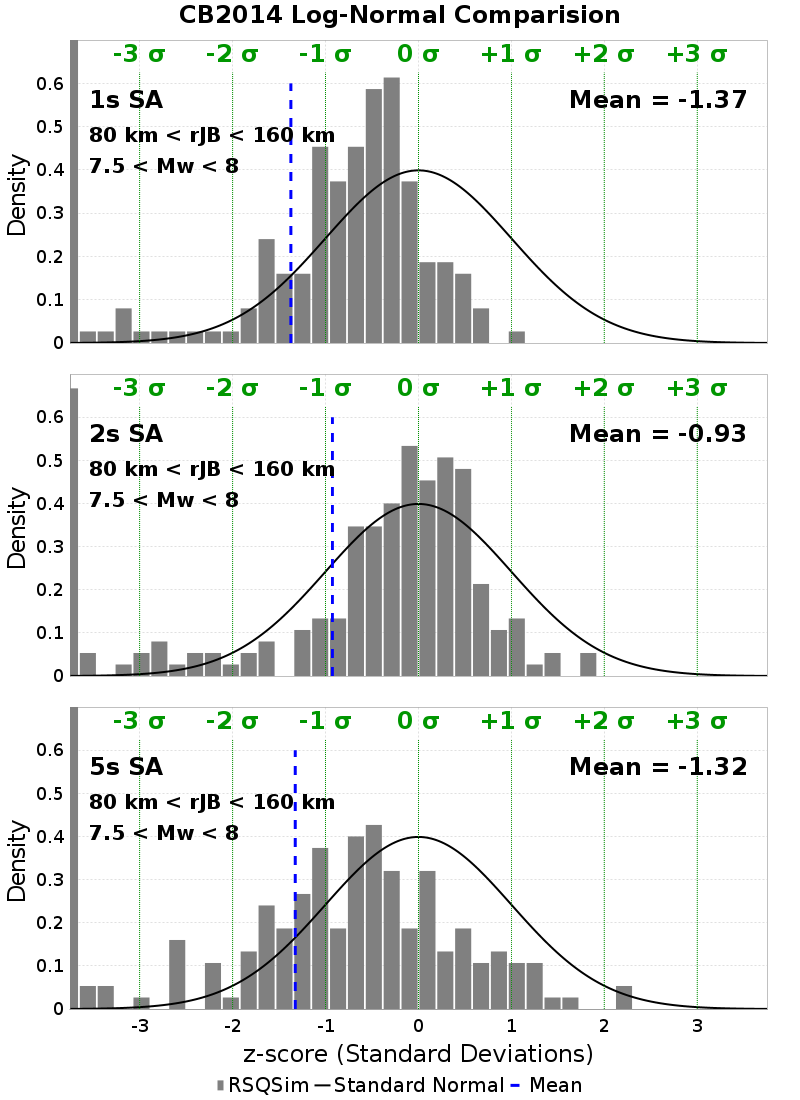 CB2014 Log-Normal Comparision
-3 σ -2 σ -1 σ 0 σ +1 σ +2 σ +3 σ
1s SA
Mean = -1.37
80 km < rJB < 160 km
7.5 < Mw < 8
Density
0.6
0.5
0.4
0.3
0.2
0.1
0
-3 σ -2 σ -1 σ 0 σ +1 σ +2 σ +3 σ
2s SA
Mean = -0.93
80 km < rJB < 160 km
7.5 < Mw < 8
Density
0.6
0.5
0.4
0.3
0.2
0.1
0
-3 σ -2 σ -1 σ 0 σ +1 σ +2 σ +3 σ
5s SA
Mean = -1.32
80 km < rJB < 160 km
7.5 < Mw < 8
Density
0.6
0.5
0.4
0.3
0.2
0.1
0
-3 -2 -1 0 1 2 3
z-score (Standard Deviations)
RSQSim Standard Normal Mean